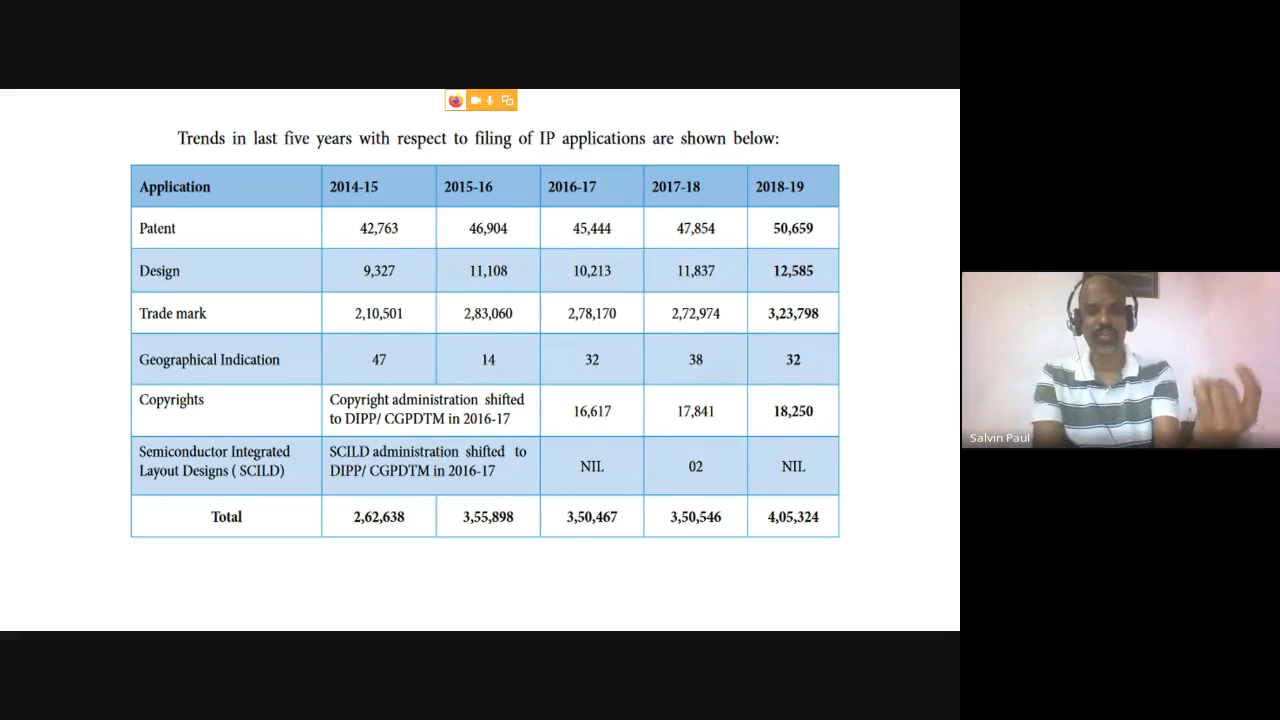 Trends in last five years with respect to filing of IP applications are shown below:
Application 2014-15 2015-16 2016-17 2017-18 2018-19
Patent 42,763 46,904 45,444 47,854 50,659
Design 9,327 11,108 10,213 11,837 12,585
Trade mark 2,10,501 2,83,060 2,78,170 2,72,974 3,23,798
Geographical Indication 47 14 32 38 32
Copyrights Copyright administration shifted
to DIPP/ CGPDTM in 2016-17 16,617 17,841 18,250
Semiconductor Integrated SCILD administration shifted to
Layout Designs ( SCILD) DIPP/ CGPDTM in 2016-17 NIL 02 NIL
Total 2,62,638 3,55,898 3,50,467 3,50,546 4,05,324
Salvin Paul